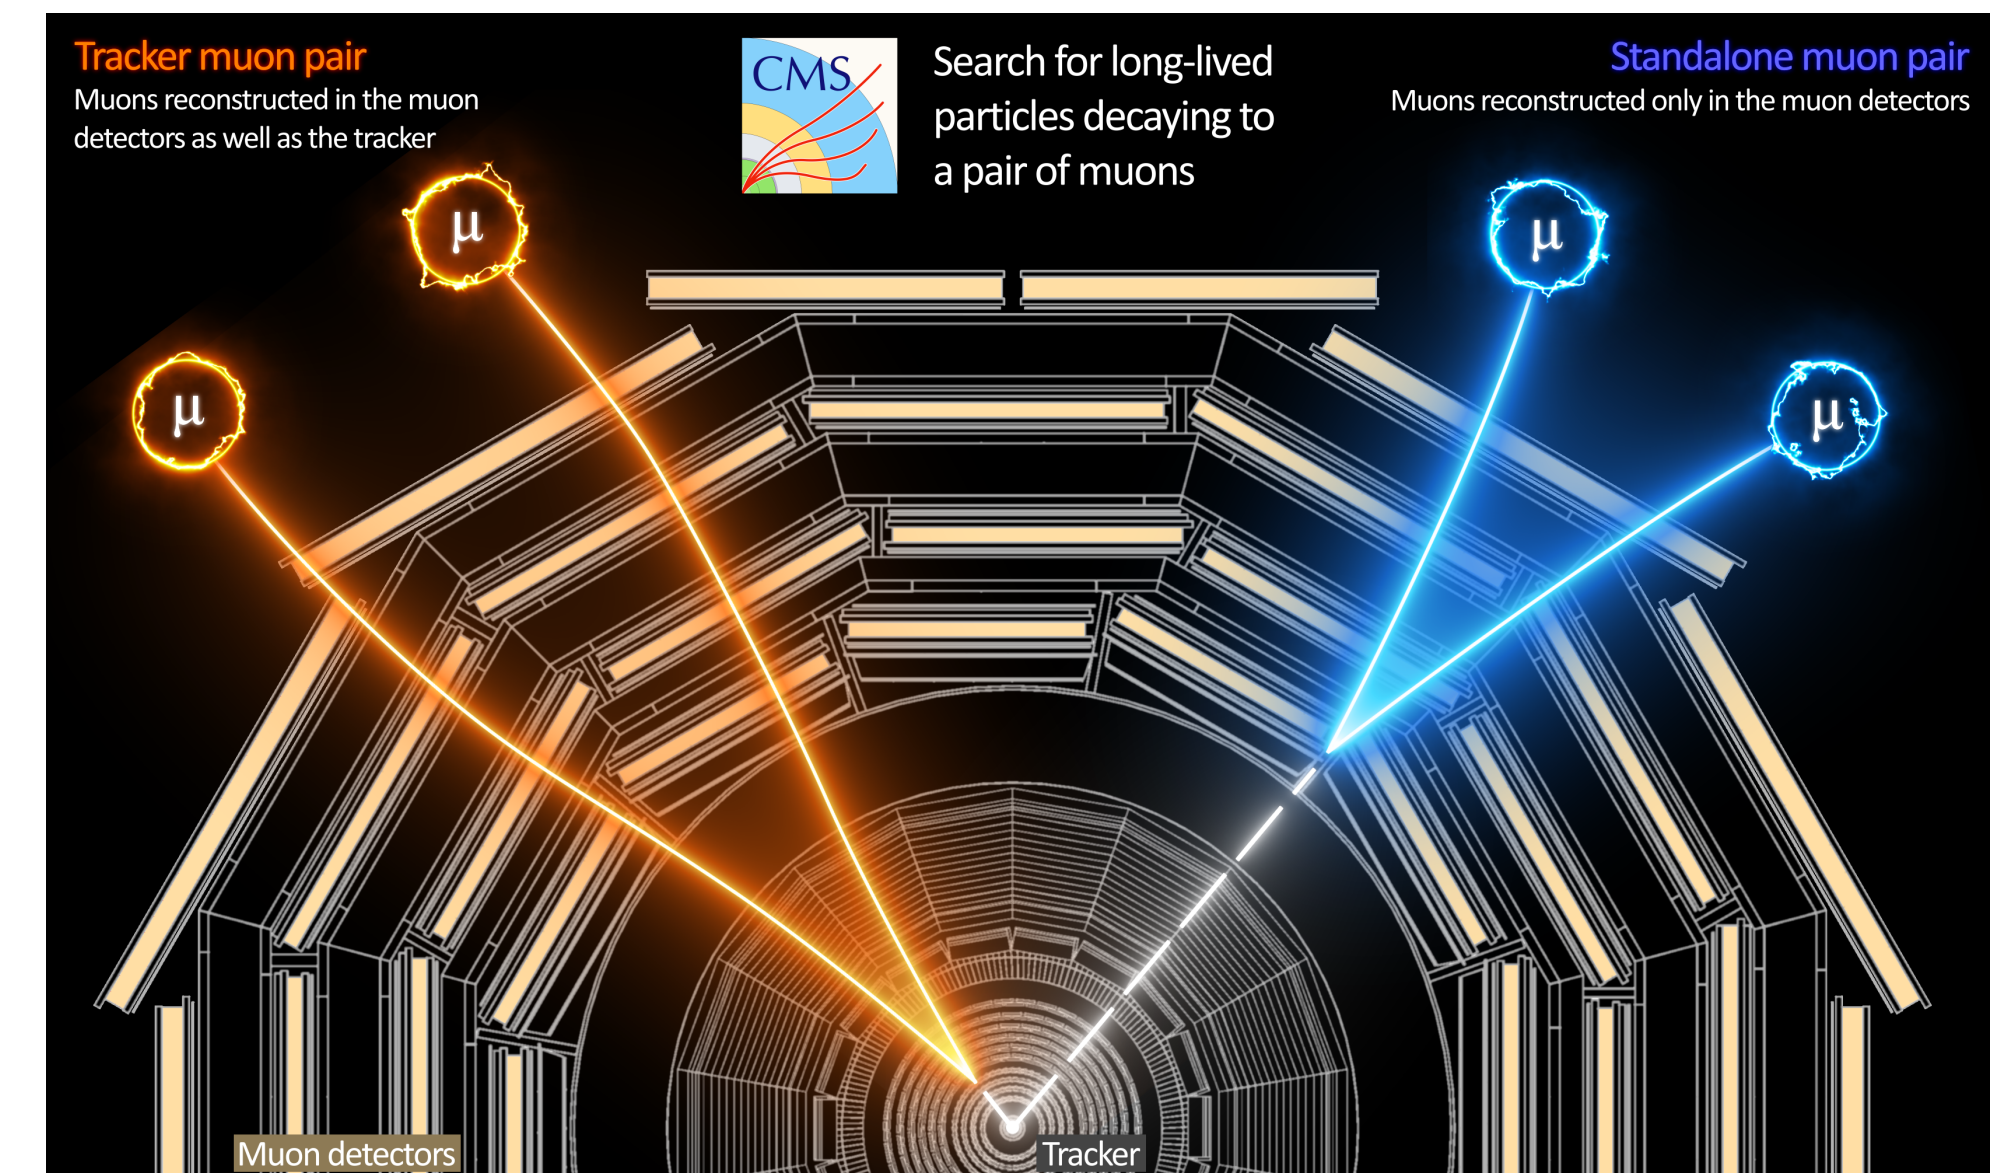 Tracker muon pair
Muons reconstructed in the muon
detectors as well as the tracker
CMS
Search for long-lived
particles decaying to
a pair of muons
Standalone muon pair
Muons reconstructed only in the muon detectors
μ
μ
μ
μ
Muon detectors
Tracker